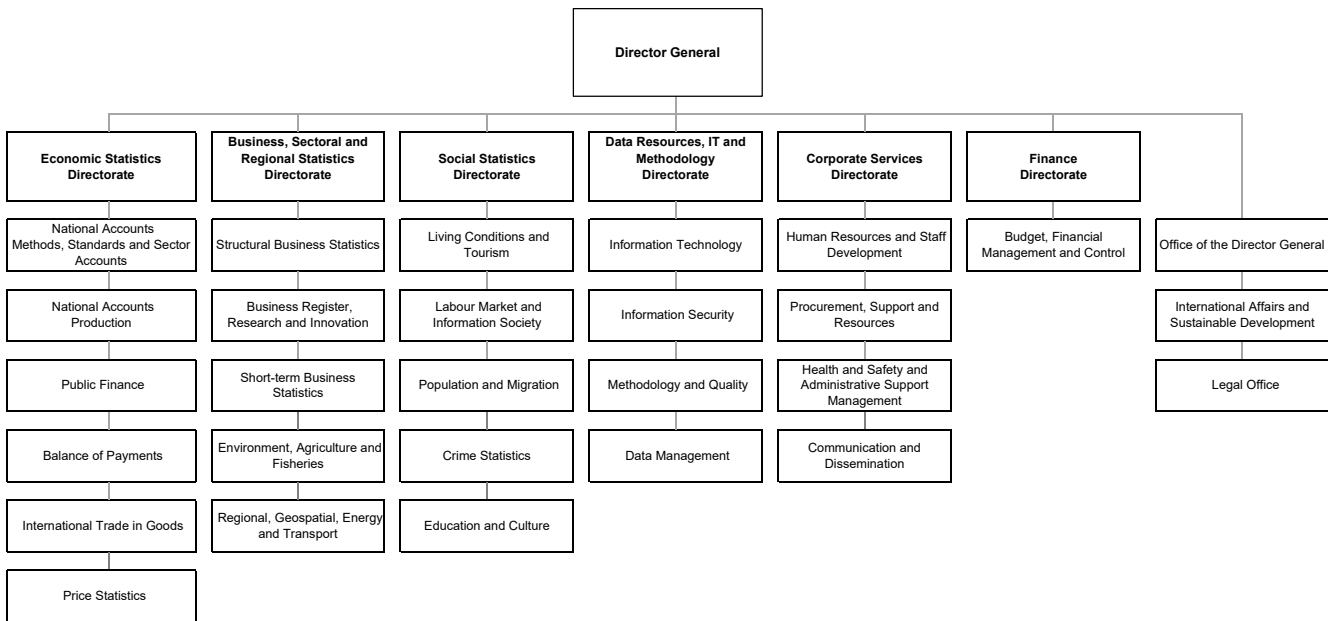 Director General
Economic Statistics
Directorate
Business, Sectoral and
Regional Statistics
Directorate
Social Statistics
Directorate
Data Resources, IT and
Methodology
Directorate
Corporate Services
Directorate
Finance
Directorate
National Accounts
Methods, Standards and Sector
Accounts
Structural Business Statistics
Living Conditions and
Tourism
Information Technology
Human Resources and Staff
Development
Budget, Financial
Management and Control
Office of the Director General
National Accounts
Production
Business Register,
Research and Innovation
Labour Market and
Information Society
Information Security
Procurement, Support and
Resources
International Affairs and
Sustainable Development
Public Finance
Short-term Business
Statistics
Population and Migration
Methodology and Quality
Health and Safety and
Administrative Support
Management
Legal Office
Balance of Payments
Environment, Agriculture and
Fisheries
Crime Statistics
Data Management
Communication and
Dissemination
International Trade in Goods
Regional, Geospatial, Energy
and Transport
Education and Culture
Price Statistics